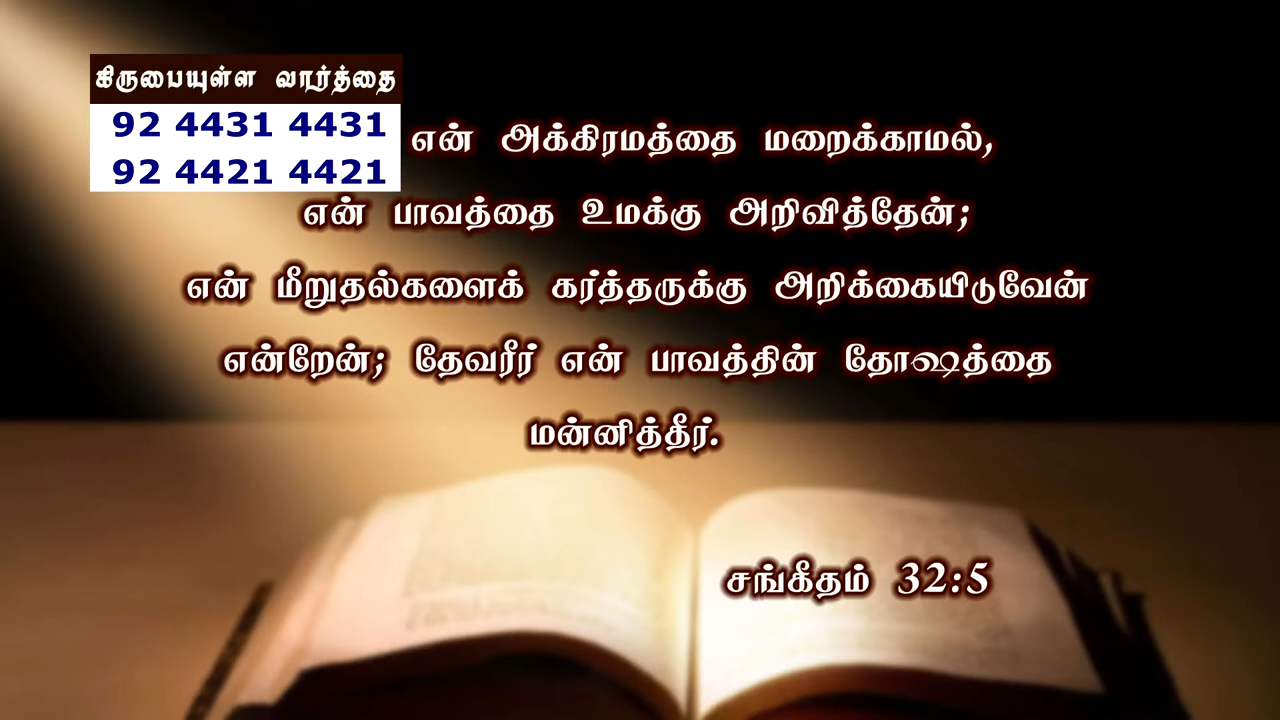 கிருபையுள்ள வார்த்தை
92 4431 4431
92 4421 4421
என் அக்கிரமத்தை மறைக்காமல்,
என் பாவத்தை உமக்கு அறிவித்தேன்;
என் மீறுதல்களைக் கர்த்தருக்கு அறிக்கையிடுவேன்
என்றேன்; தேவரீர் என் பாவத்தின் தோஷத்தை
மன்னித்தீர்.
சங்கீதம் 32:5